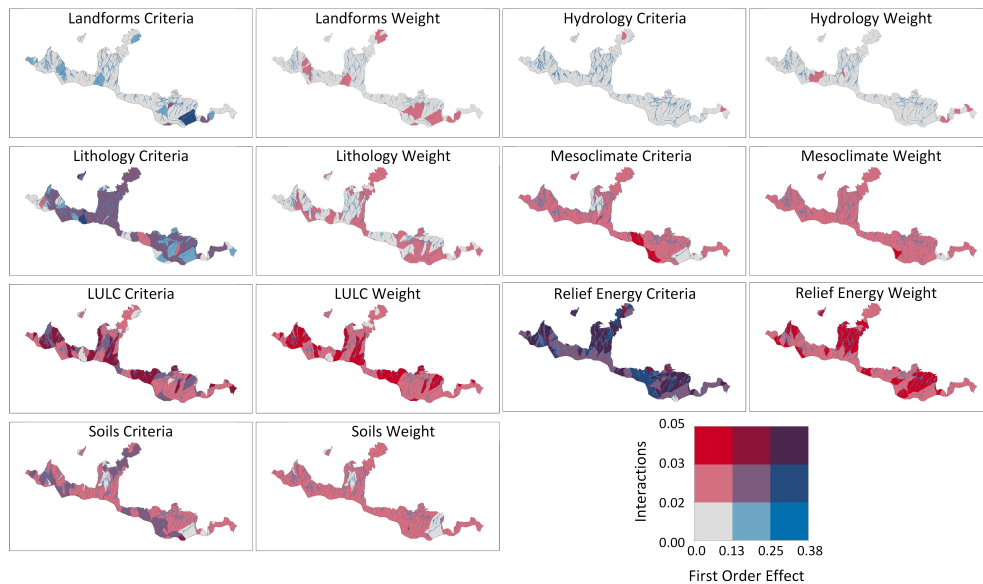 Landforms Criteria
Landforms Weight
Hydrology Criteria
Hydrology Weight
Lithology Criteria
Lithology Weight
Mesoclimate Criteria
Mesoclimate Weight
LULC Criteria
LULC Weight
Relief Energy Criteria
Relief Energy Weight
Soils Criteria
Soils Weight
0.05
0.03
0.02
0.00
Interactions
0.0 0.13 0.25 0.38
First Order Effect